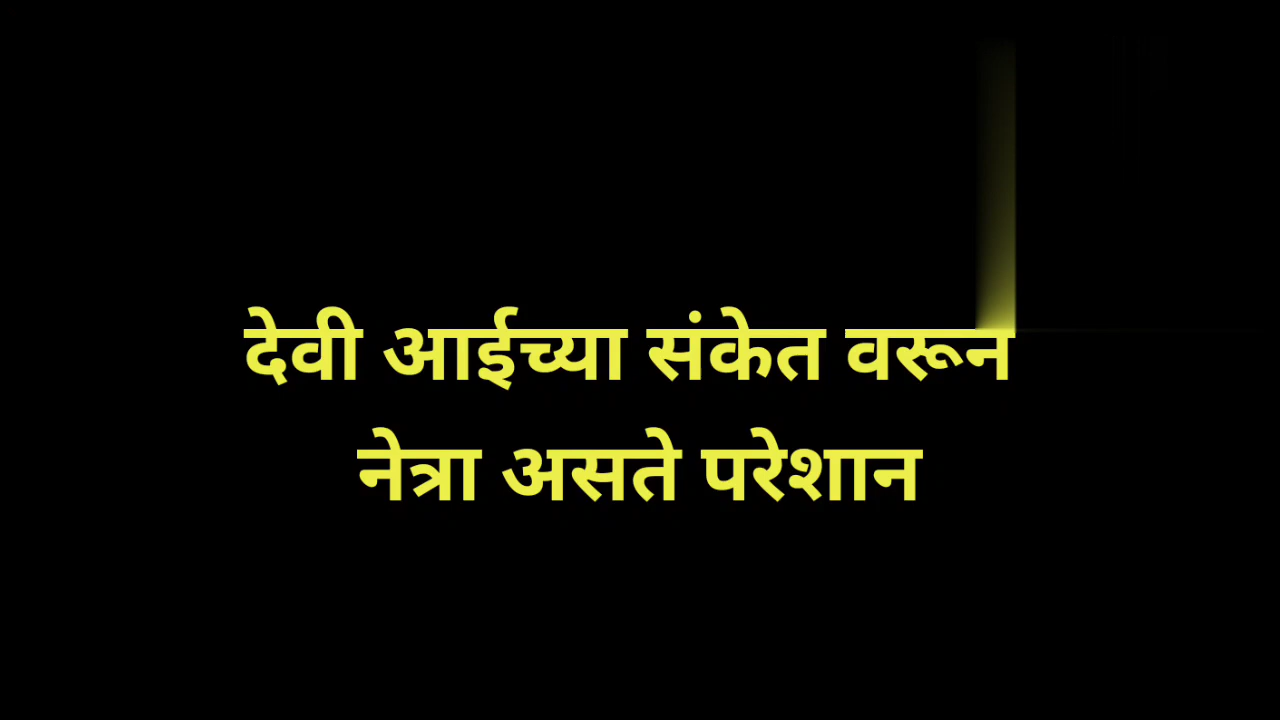 देवी आईच्या संकेत वरून
नेत्रा असते परेशान